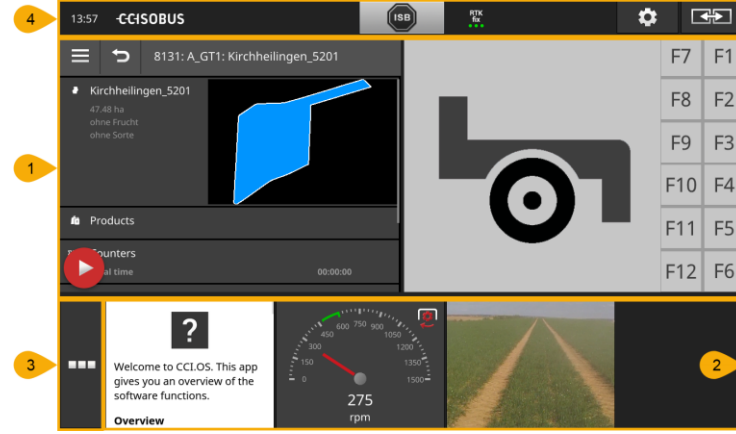 4
13:57
CCISOBUS
ISB
RTK
fix
8131: A_GT1: Kirchheilingen_5201
F7 F1
Kirchheilingen_5201
47.48 ha
ohne Frucht
ohne Sorte
F8 F2
F9 F3
1
F10 F4
Products
F11 F5
ounters
al time 00:00:00
F12 F6
?
Welcome to CCI.OS. This app
gives you an overview of the
software functions.
Overview
0 150 300 450 600 750 900 1050 1200 1350 1500
275
rpm
3
2